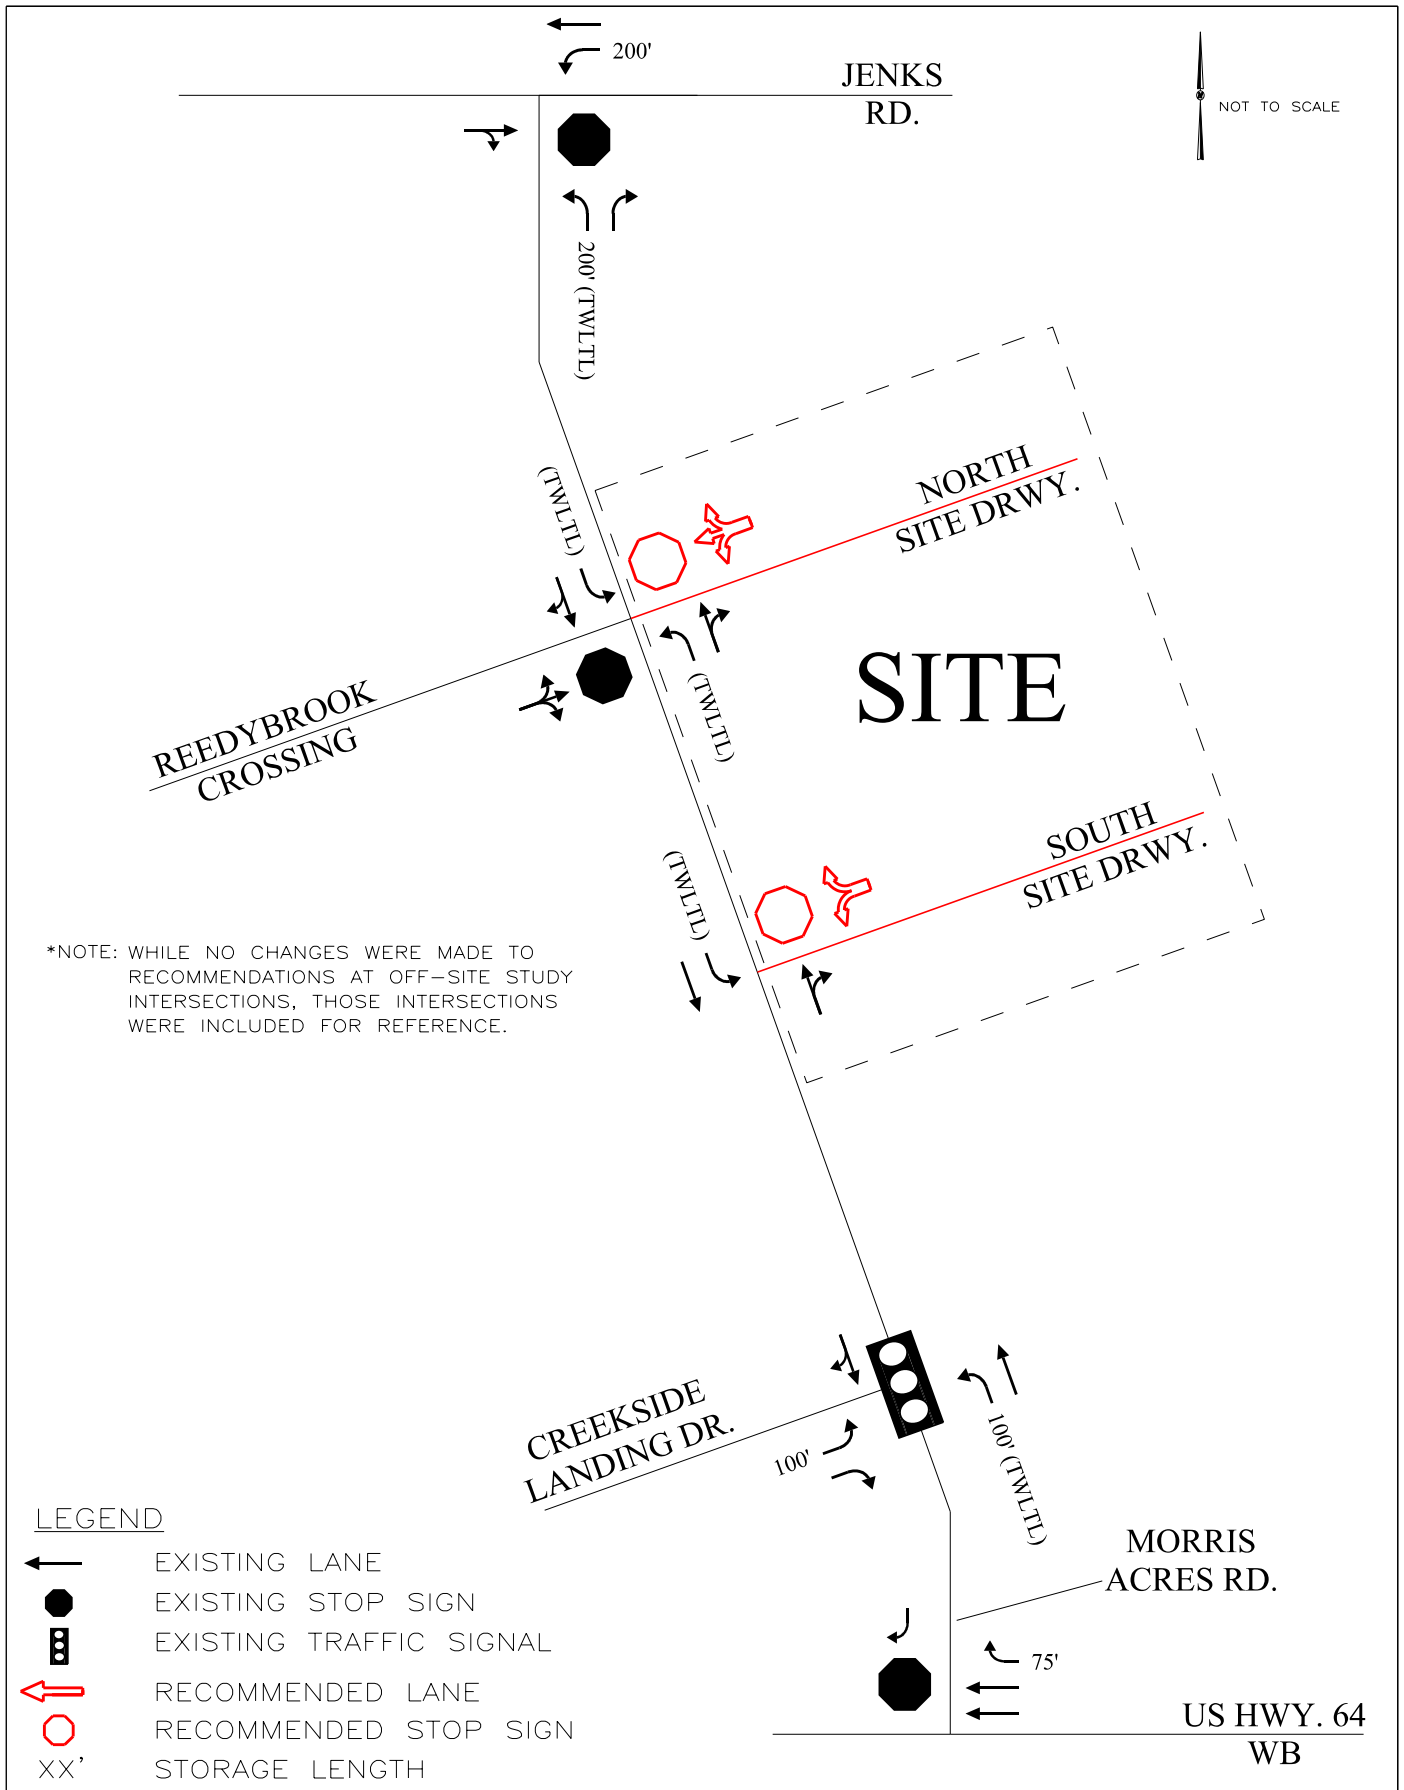 200'
JENKS
RD.
NOT TO SCALE
200' (TWLTL)
(TWLTL)
NORTH
SITE DRWY.
SITE
(TWLTL)
REEDYBROOK
CROSSING
SOUTH
SITE DRWY.
(TWLTL)
*NOTE: WHILE NO CHANGES WERE MADE TO
RECOMMENDATIONS AT OFF-SITE STUDY
INTERSECTIONS, THOSE INTERSECTIONS
WERE INCLUDED FOR REFERENCE.
CREEKSIDE
LANDING DR.
100'
100' (TWLTL)
MORRIS
ACRES RD.
75'
US HWY. 64
WB
LEGEND
EXISTING LANE
EXISTING STOP SIGN
EXISTING TRAFFIC SIGNAL
RECOMMENDED LANE
RECOMMENDED STOP SIGN
XX' STORAGE LENGTH